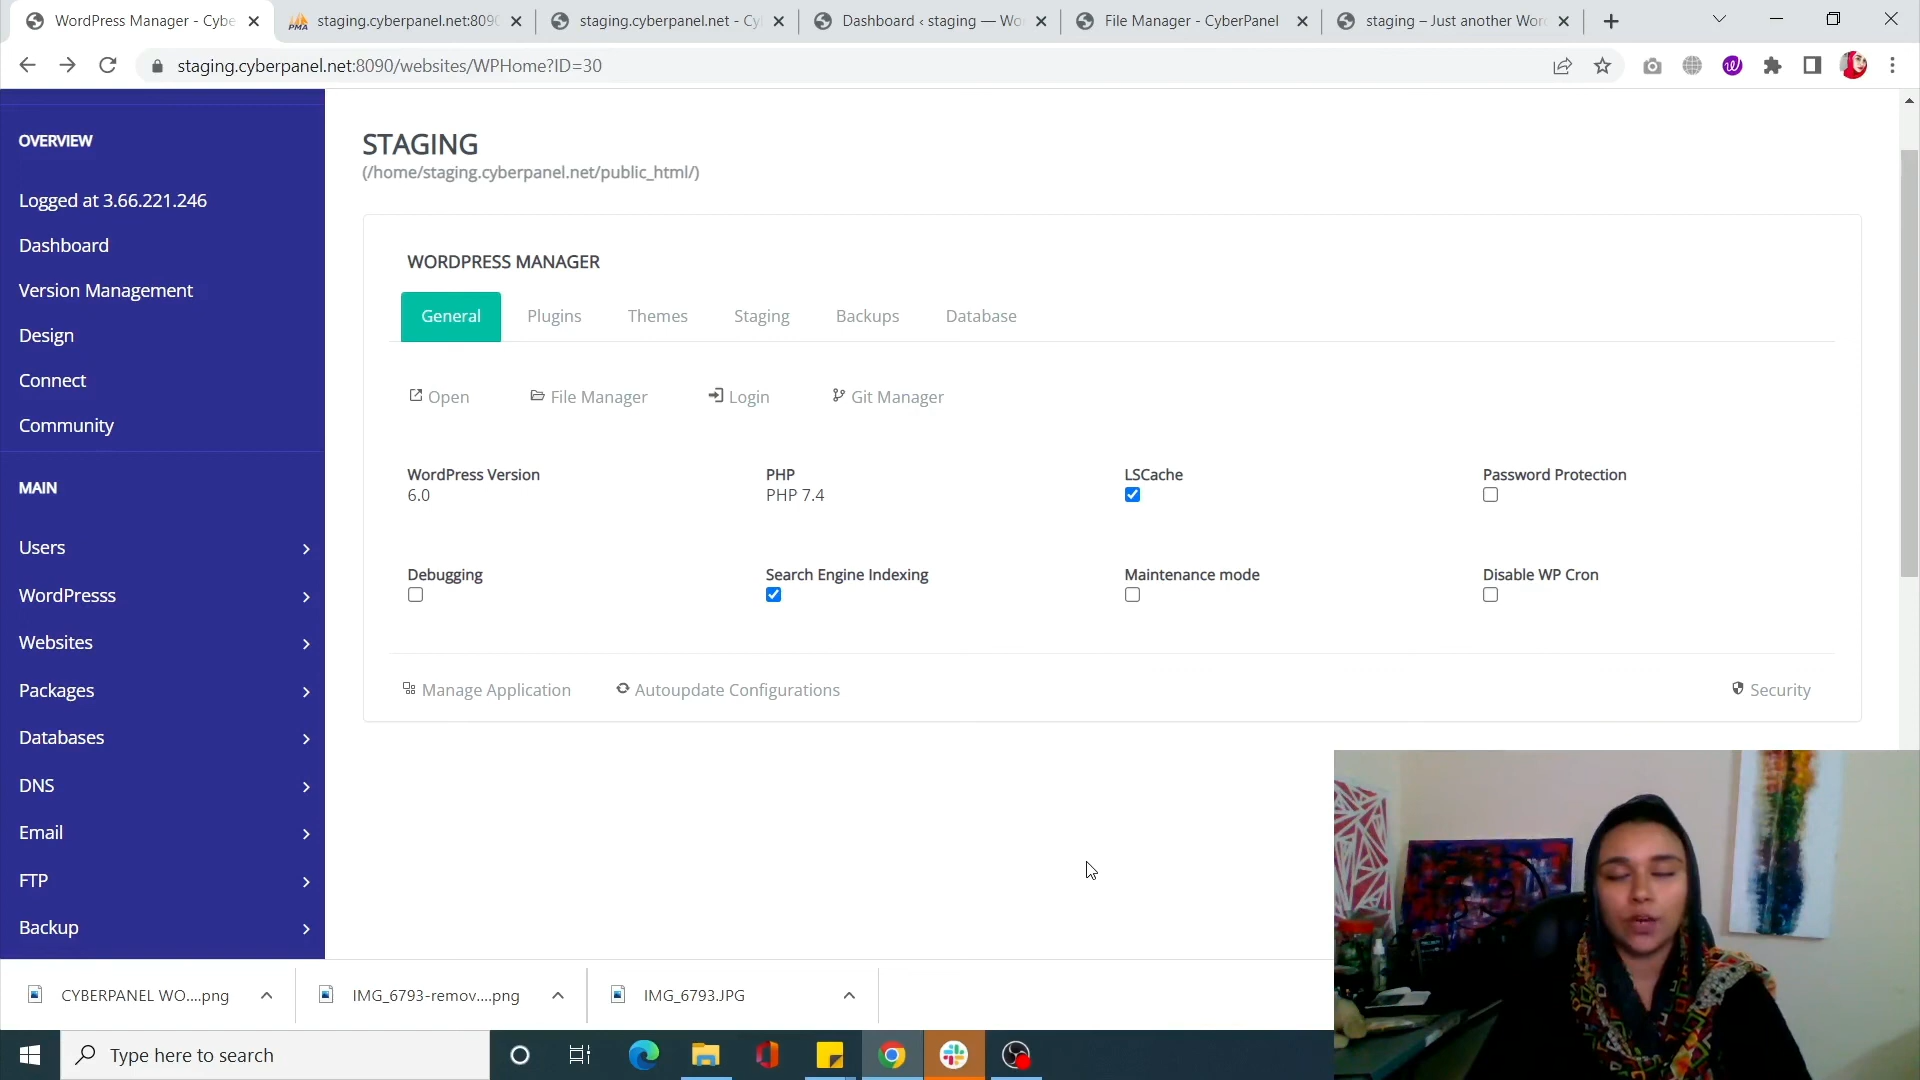 WordPress Manager - Cybe
staging.cyberpanel.net:8090
staging.cyberpanel.net - Cy
Dashboard ‹ staging — Wo
File Manager - CyberPanel
staging – Just another Wor
staging.cyberpanel.net:8090/websites/WPHome?ID=30
OVERVIEW
Logged at 3.66.221.246
Dashboard
Version Management
Design
Connect
Community
MAIN
Users
WordPresss
Websites
Packages
Databases
DNS
Email
FTP
Backup
STAGING
(/home/staging.cyberpanel.net/public_html/)
WORDPRESS MANAGER
General
Plugins
Themes
Staging
Backups
Database
Open
File Manager
Login
Git Manager
WordPress Version
6.0
PHP
PHP 7.4
LSCache
Password Protection
Debugging
Search Engine Indexing
Maintenance mode
Disable WP Cron
Manage Application
Autoupdate Configurations
Security
CYBERPANEL WO....png
IMG_6793-remov....png
IMG_6793.JPG
Type here to search